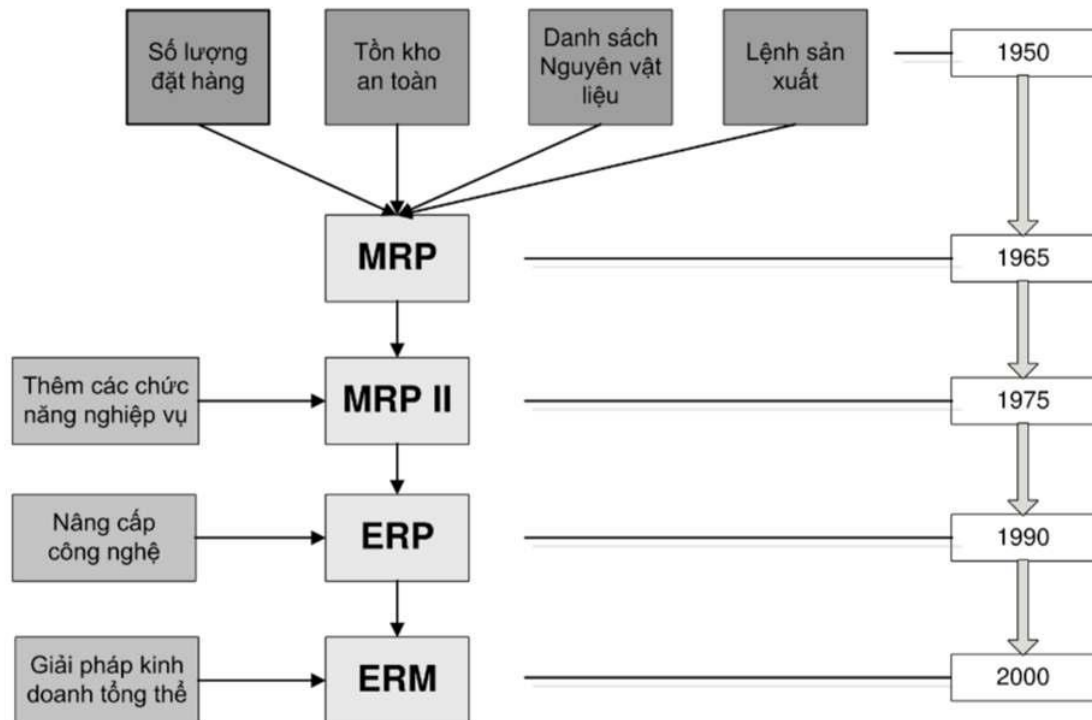 Số lượng
đặt hàng
Tồn kho
an toàn
Danh sách
Nguyên vật
liệu
Lệnh sản
xuất
1950
MRP
1965
Thêm các chức
năng nghiệp vụ
MRP II
1975
Nâng cấp
công nghệ
ERP
1990
Giải pháp kinh
doanh tổng thể
ERM
2000